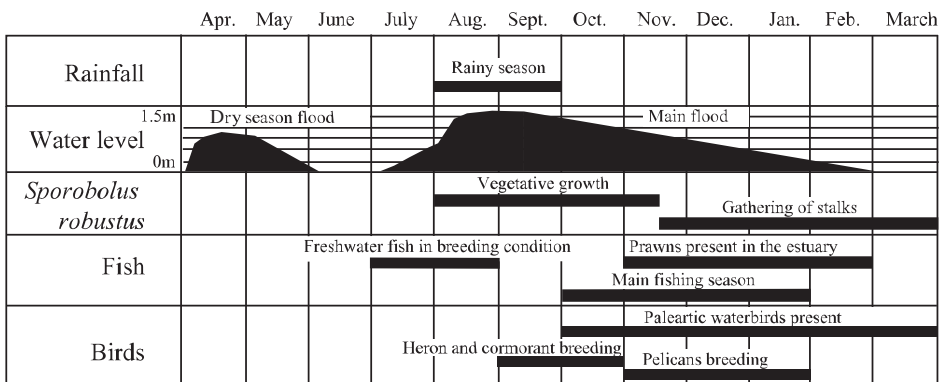 Apr. May June July Aug. Sept. Oct. Nov. Dec. Jan. Feb. March
Rainfall
Rainy season
1.5m
Dry season flood
Main flood
Water level
0m
Sporobolus
robustus
Vegetative growth
Gathering of stalks
Fish
Freshwater fish in breeding condition
Prawns present in the estuary
Main fishing season
Birds
Paleartic waterbirds present
Heron and cormorant breeding
Pelicans breeding